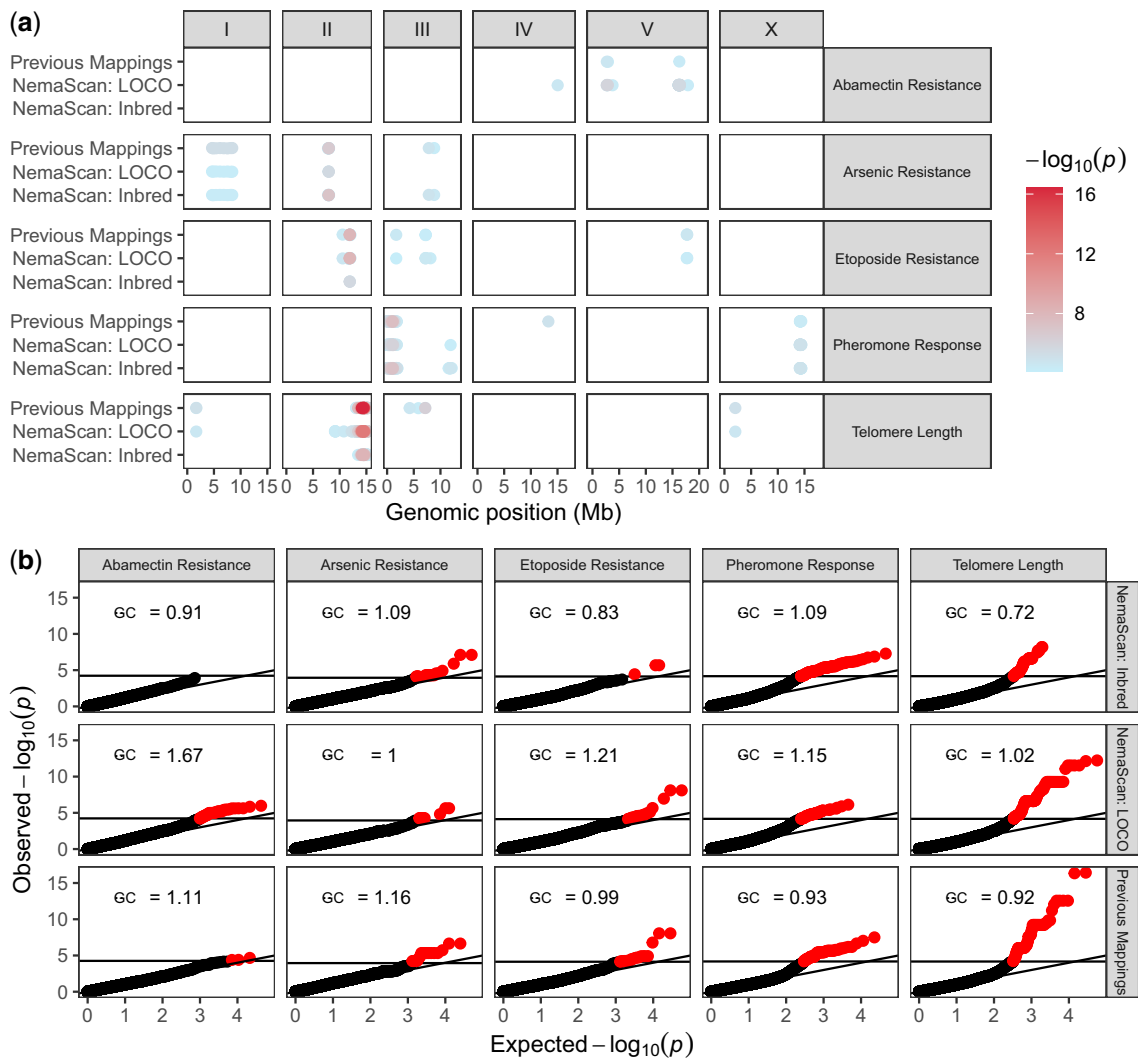 (a)
I II III IV V X
Previous Mappings
NemaScan: LOCO
NemaScan: Inbred
Abamectin Resistance
Previous Mappings
NemaScan: LOCO
NemaScan: Inbred
Arsenic Resistance
Previous Mappings
NemaScan: LOCO
NemaScan: Inbred
Etoposide Resistance
Previous Mappings
NemaScan: LOCO
NemaScan: Inbred
Pheromone Response
Previous Mappings
NemaScan: LOCO
NemaScan: Inbred
Telomere Length
0 5 10 15 0 5 10 15 0 5 10 0 5 10 15 0 5 10 15 20 0 5 10 15
Genomic position (Mb)
−log10(p)
16
12
8
(b)
Abamectin Resistance Arsenic Resistance Etoposide Resistance Pheromone Response Telomere Length
15
10
5
0
GC = 0.91 GC = 1.09 GC = 0.83 GC = 1.09 GC = 0.72
NemaScan: Inbred
15
10
5
0
GC = 1.67 GC = 1 GC = 1.21 GC = 1.15 GC = 1.02
NemaScan: LOCO
15
10
5
0
GC = 1.11 GC = 1.16 GC = 0.99 GC = 0.93 GC = 0.92
Previous Mappings
Observed −log10(p)
0 1 2 3 4 0 1 2 3 4 0 1 2 3 4 0 1 2 3 4 0 1 2 3 4
Expected −log10(p)